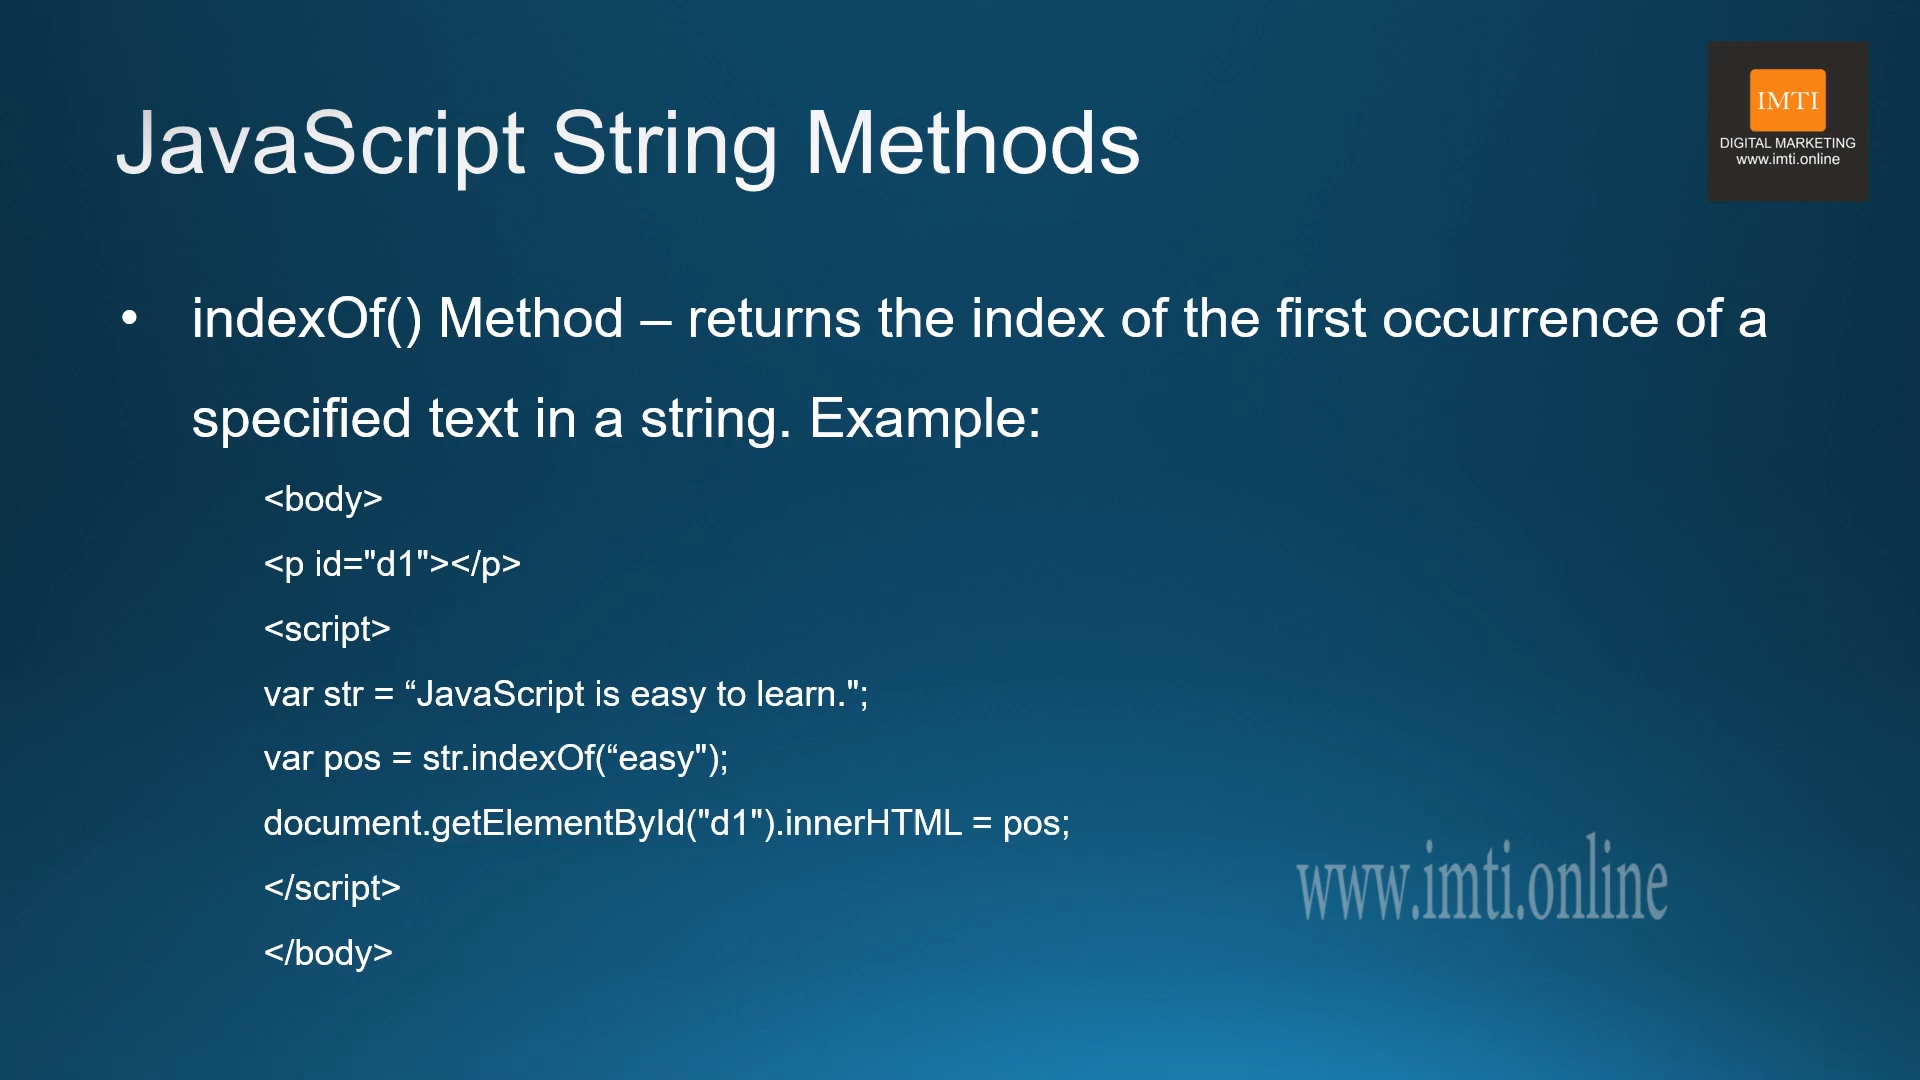 JavaScript String Methods
IMTI
DIGITAL MARKETING
www.imti.online
• indexOf() Method – returns the index of the first occurrence of a
specified text in a string. Example:
<body>
<p id="d1"></p>
<script>
var str = “JavaScript is easy to learn.";
var pos = str.indexOf(“easy");
document.getElementById("d1").innerHTML = pos;
</script>
</body>
www.imti.online